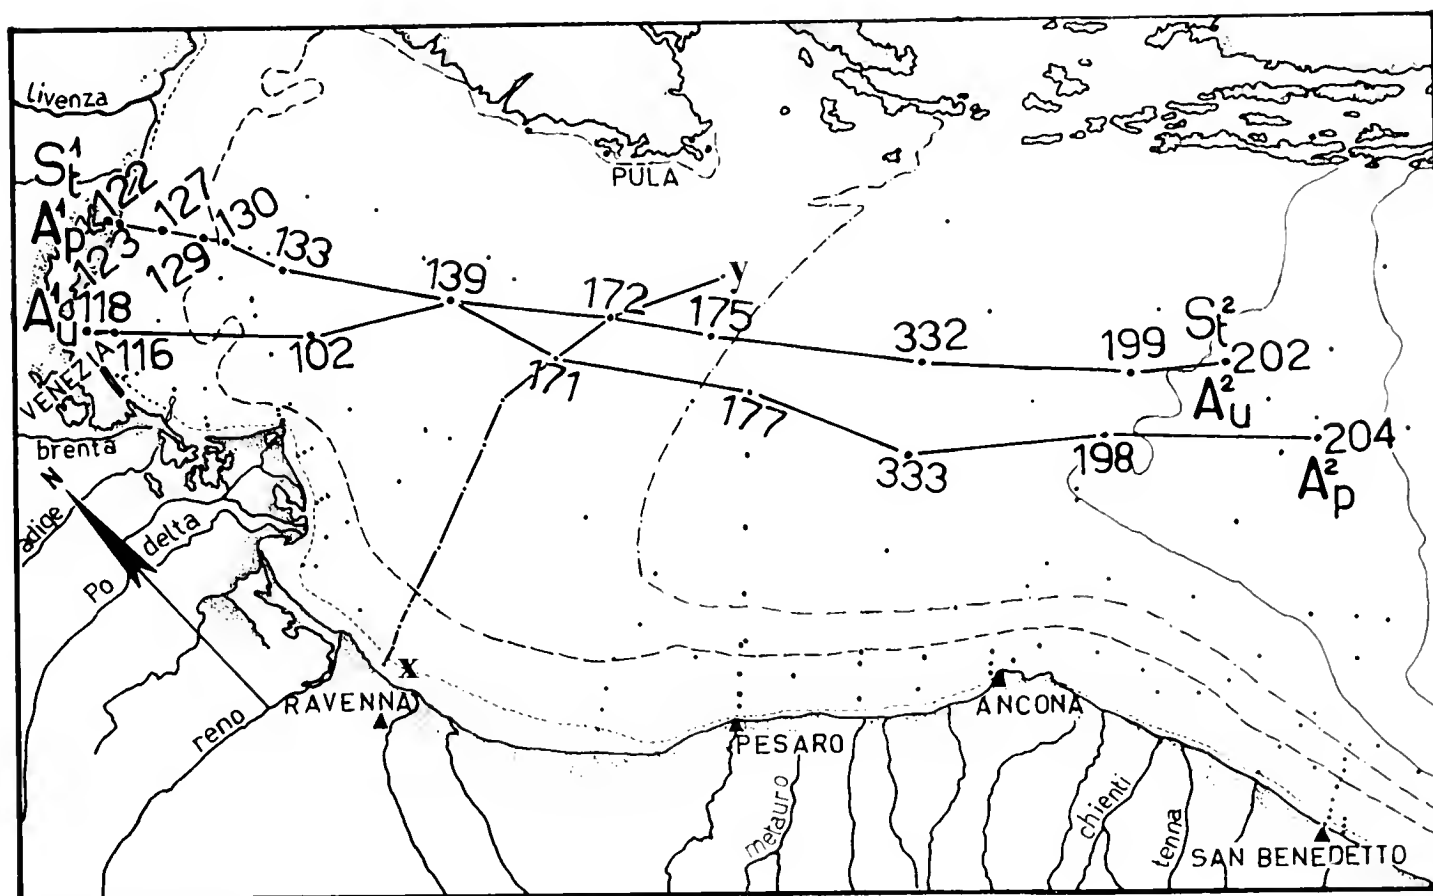 livenza
PULA
S¹t
122
127
130
A¹p
123
129
133
y
139
172
175
A¹u
118
116
102
171
332
S²t
199
202
A²u
177
VENEZIA
brenta
333
198
204
A²p
N
adige
delta
Po
x
RAVENNA
reno
ANCONA
PESARO
metauro
chienti
tenna
SAN BENEDETTO